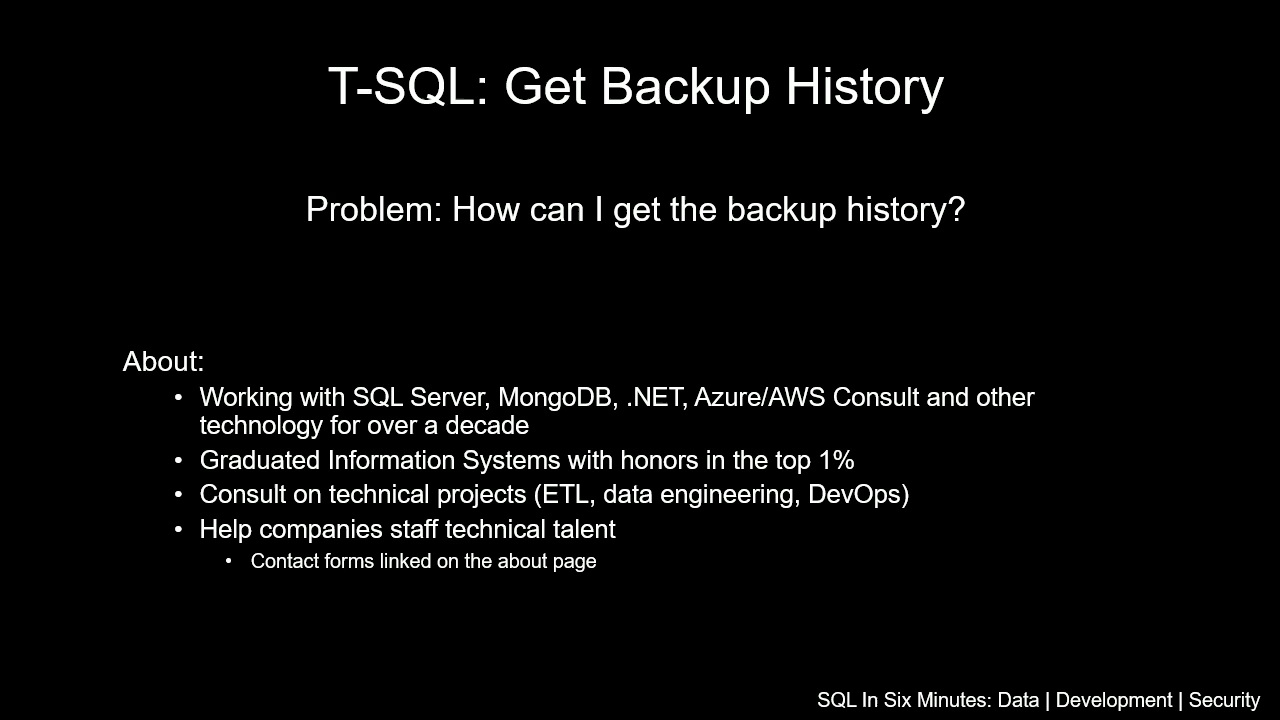 T-SQL: Get Backup History
Problem: How can I get the backup history?
About:
• Working with SQL Server, MongoDB, .NET, Azure/AWS Consult and other
technology for over a decade
• Graduated Information Systems with honors in the top 1%
• Consult on technical projects (ETL, data engineering, DevOps)
• Help companies staff technical talent
• Contact forms linked on the about page
SQL In Six Minutes: Data | Development | Security